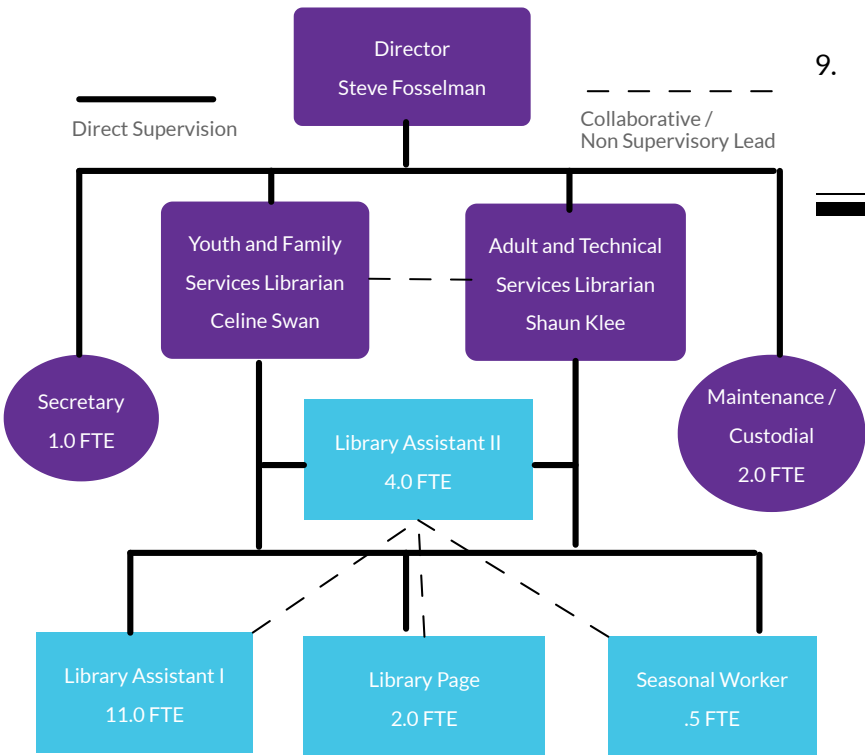 Director
Steve Fosselman
9.
Direct Supervision
Collaborative /
Non Supervisory Lead
Youth and Family
Services Librarian
Celine Swan
Adult and Technical
Services Librarian
Shaun Klee
Secretary
1.0 FTE
Library Assistant II
4.0 FTE
Maintenance /
Custodial
2.0 FTE
Library Assistant I
11.0 FTE
Library Page
2.0 FTE
Seasonal Worker
.5 FTE